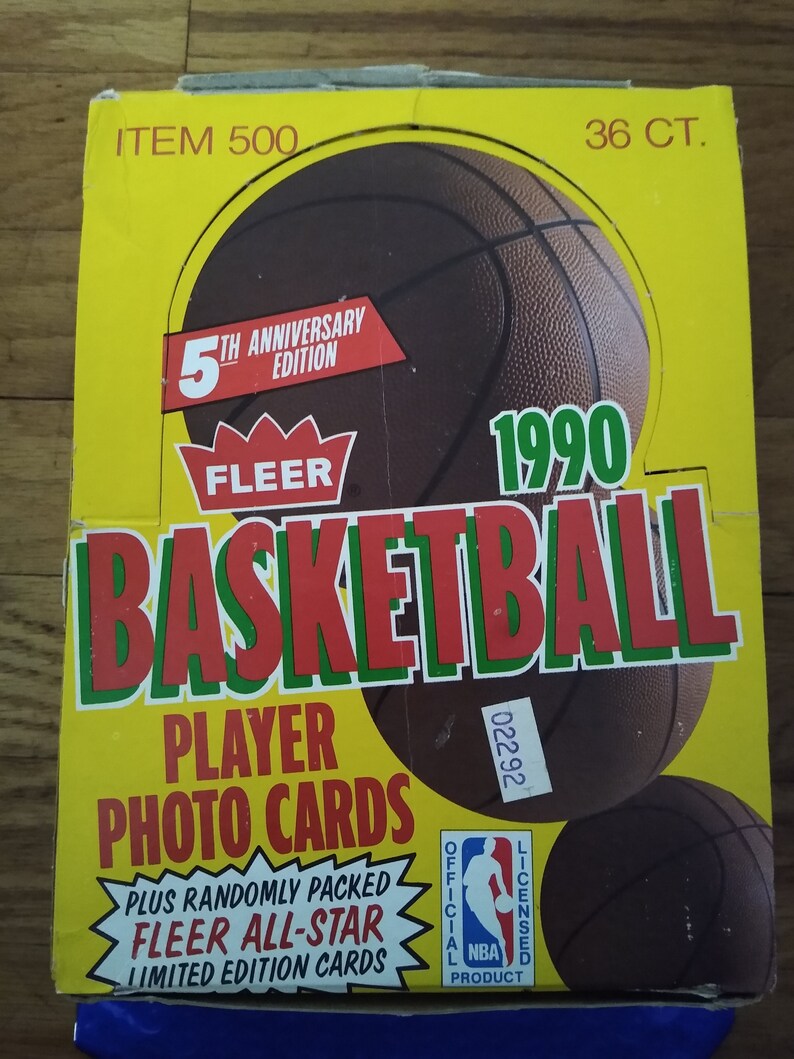 ITEM 500
36 CT.
5TH ANNIVERSARY
EDITION
FLEER
1990
BASKETBALL
PLAYER
PHOTO CARDS
02292
PLUS RANDOMLY PACKED
FLEER ALL-STAR
LIMITED EDITION CARDS
OFFICIAL
LICENSED
NBA
PRODUCT